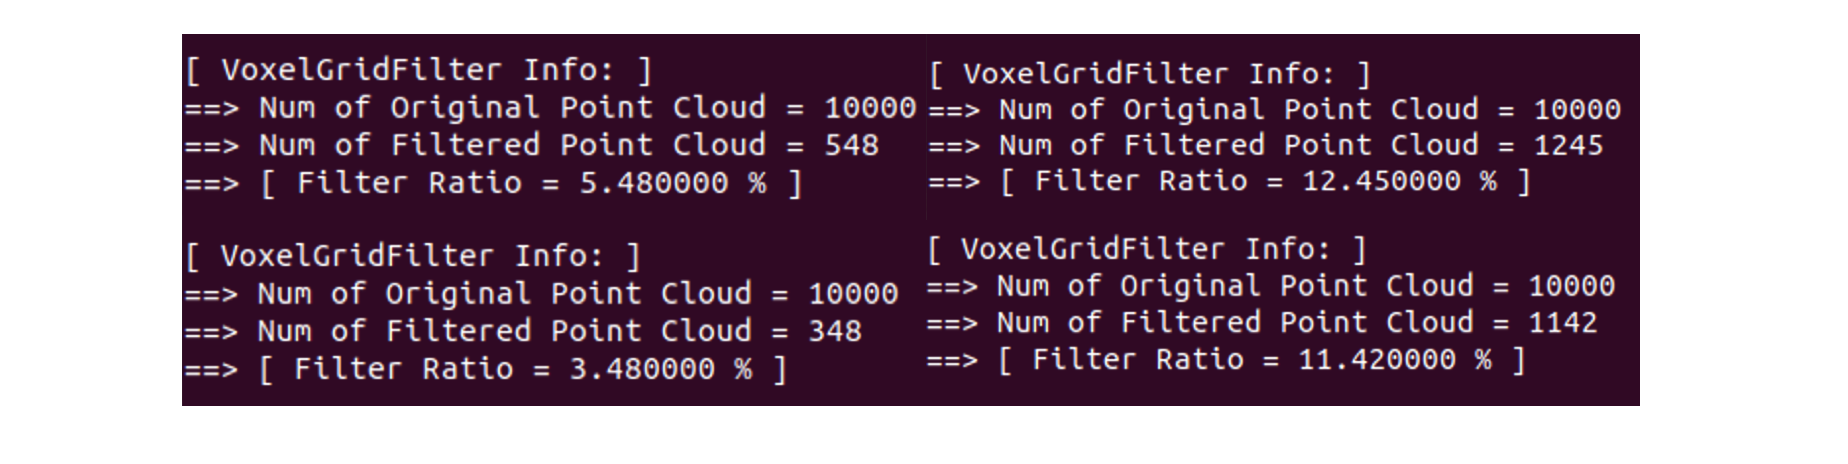 [ VoxelGridFilter Info: ]
==> Num of Original Point Cloud = 10000
==> Num of Filtered Point Cloud = 548
==> [ Filter Ratio = 5.480000 % ]
[ VoxelGridFilter Info: ]
==> Num of Original Point Cloud = 10000
==> Num of Filtered Point Cloud = 1245
==> [ Filter Ratio = 12.450000 % ]
[ VoxelGridFilter Info: ]
==> Num of Original Point Cloud = 10000
==> Num of Filtered Point Cloud = 348
==> [ Filter Ratio = 3.480000 % ]
[ VoxelGridFilter Info: ]
==> Num of Original Point Cloud = 10000
==> Num of Filtered Point Cloud = 1142
==> [ Filter Ratio = 11.420000 % ]